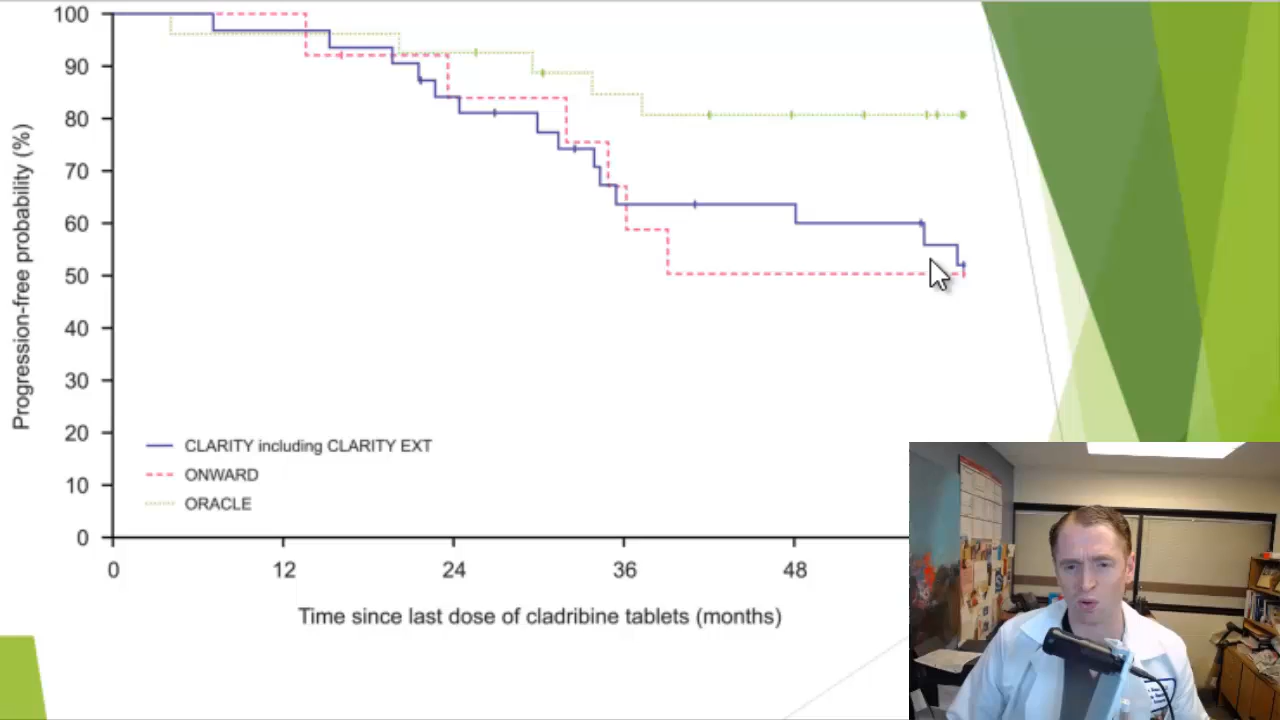 100
90
80
70
60
50
40
30
20
10
0
Progression-free probability (%)
CLARITY including CLARITY EXT
ONWARD
ORACLE
0 12 24 36 48
Time since last dose of cladribine tablets (months)